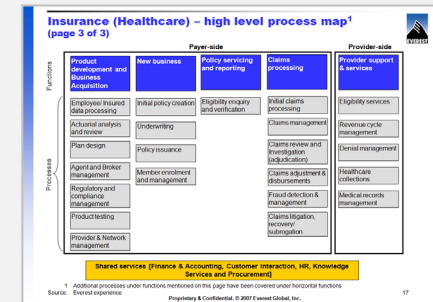 Insurance (Healthcare) – high level process map1
(page 3 of 3)
EVEREST
Payer-side
Provider-side
Functions
Product
development and
Business
Acquisition
New business
Policy servicing
and reporting
Claims
processing
Provider support
& services
Processes
Employee/ Insured
data processing
Actuarial analysis
and review
Plan design
Agent and Broker
management
Regulatory and
compliance
management
Product testing
Provider & Network
management
Initial policy creation
Underwriting
Policy issuance
Member enrolment
and management
Eligibility enquiry
and verification
Initial claims
processing
Claims management
Claims review and
Investigation
(adjudication)
Claims adjustment &
disbursements
Fraud detection &
management
Claims litigation,
recovery/
subrogation
Eligibility services
Revenue cycle
management
Denial management
Healthcare
collections
Medical records
management
Shared services [Finance & Accounting, Customer Interaction, HR, Knowledge
Services and Procurement]
1 Additional processes under functions mentioned on this page have been covered under horizontal functions
Source: Everest experience
Proprietary & Confidential. © 2007 Everest Global, Inc.
17